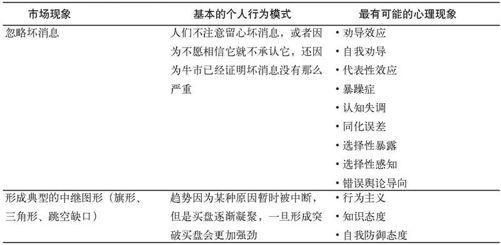 市场现象 基本的个人行为模式 最有可能的心理现象
忽略坏消息 人们不注意留心坏消息，或者因 ·劝导效应
为不愿相信它就不承认它，还因 ·自我劝导
为牛市已经证明坏消息没有那么 ·代表性效应
严重 ·暴躁症
·认知失调
·同化误差
·选择性暴露
·选择性感知
·错误舆论导向
形成典型的中继图形（旗形、 趋势因为某种原因暂时被中断， ·行为主义
三角形、跳空缺口） 但是买盘逐渐凝聚，一旦形成突 ·知识态度
破买盘会更加强劲 ·自我防御态度